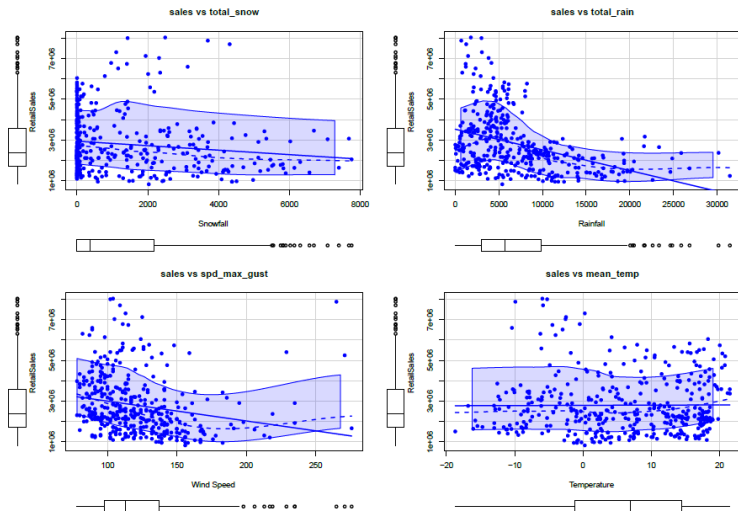 sales vs total_snow
RetailSales
1e+06 3e+06 5e+06 7e+06
0 2000 4000 6000 8000
Snowfall
sales vs total_rain
RetailSales
1e+06 3e+06 5e+06 7e+06
0 5000 10000 15000 20000 25000 30000
Rainfall
sales vs spd_max_gust
RetailSales
1e+06 3e+06 5e+06 7e+06
100 150 200 250
Wind Speed
sales vs mean_temp
RetailSales
1e+06 3e+06 5e+06 7e+06
-20 -10 0 10 20
Temperature